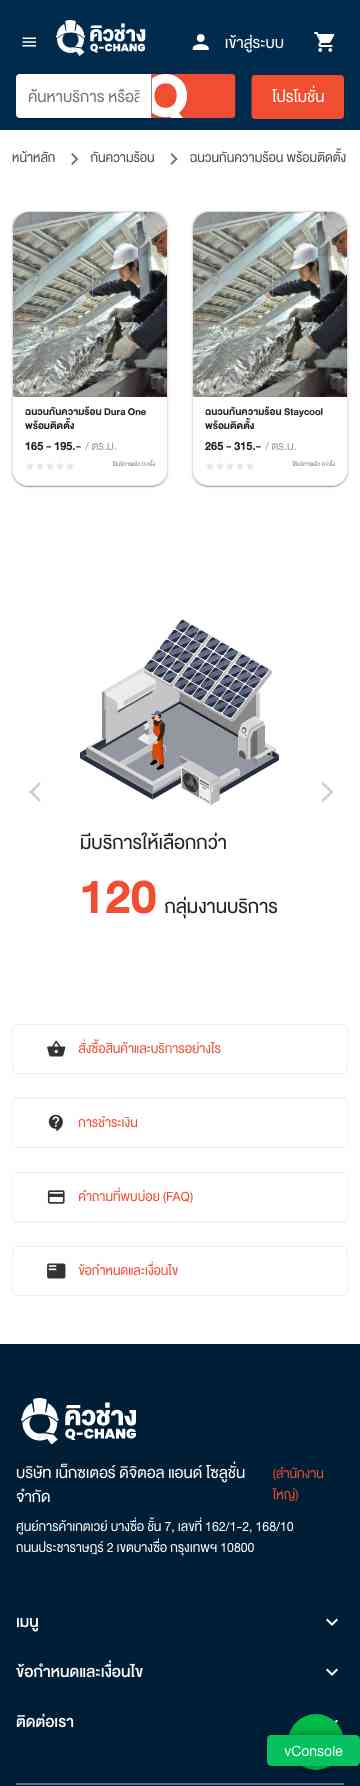 คิวช่าง
Q-CHANG
เข้าสู่ระบบ
ค้นหาบริการ หรือสิ
โปรโมชั่น
หน้าหลัก
กันความร้อน
ฉนวนกันความร้อน พร้อมติดตั้ง
ฉนวนกันความร้อน Dura One
พร้อมติดตั้ง
165 - 195.- / ตร.ม.
ฉนวนกันความร้อน Staycool
พร้อมติดตั้ง
265 - 315.- / ตร.ม.
มีบริการให้เลือกกว่า
120 กลุ่มงานบริการ
สั่งซื้อสินค้าและบริการอย่างไร
การชำระเงิน
คำถามที่พบบ่อย (FAQ)
ข้อกำหนดและเงื่อนไข
คิวช่าง
Q-CHANG
บริษัท เน็กซเตอร์ ดิจิตอล แอนด์ โซลูชั่น
จำกัด
(สำนักงาน
ใหญ่)
ศูนย์การค้าเกตเวย์ บางซื่อ ชั้น 7, เลขที่ 162/1-2, 168/10
ถนนประชาราษฎร์ 2 เขตบางซื่อ กรุงเทพฯ 10800
เมนู
ข้อกำหนดและเงื่อนไข
ติดต่อเรา
vConsole